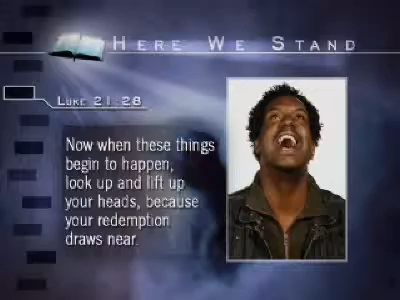 HERE WE STAND
LUKE 21:28
Now when these things
begin to happen,
look up and lift up
your heads, because
your redemption
draws near.